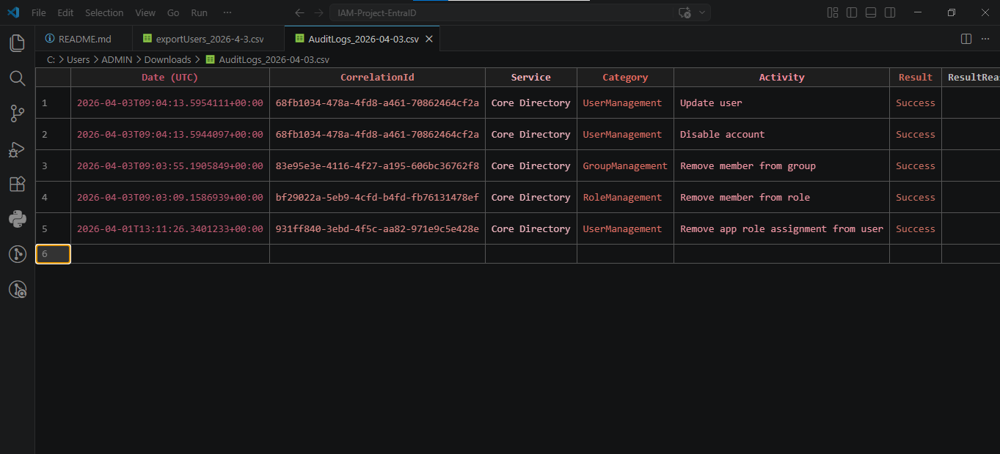 File Edit Selection View Go Run ··· IAM-Project-EntraID
README.md exportUsers_2026-4-3.csv AuditLogs_2026-04-03.csv
C: > Users > ADMIN > Downloads > AuditLogs_2026-04-03.csv
Date (UTC) CorrelationId Service Category Activity Result ResultReas
1 2026-04-03T09:04:13.5954111+00:00 68fb1034-478a-4fd8-a461-70862464cf2a Core Directory UserManagement Update user Success
2 2026-04-03T09:04:13.5944097+00:00 68fb1034-478a-4fd8-a461-70862464cf2a Core Directory UserManagement Disable account Success
3 2026-04-03T09:03:55.1905849+00:00 83e95e3e-4116-4f27-a195-606bc36762f8 Core Directory GroupManagement Remove member from group Success
4 2026-04-03T09:03:09.1586939+00:00 bf29022a-5eb9-4cfd-b4fd-fb76131478ef Core Directory RoleManagement Remove member from role Success
5 2026-04-01T13:11:26.3401233+00:00 931ff840-3ebd-4f5c-aa82-971e9c5e428e Core Directory UserManagement Remove app role assignment from user Success
6